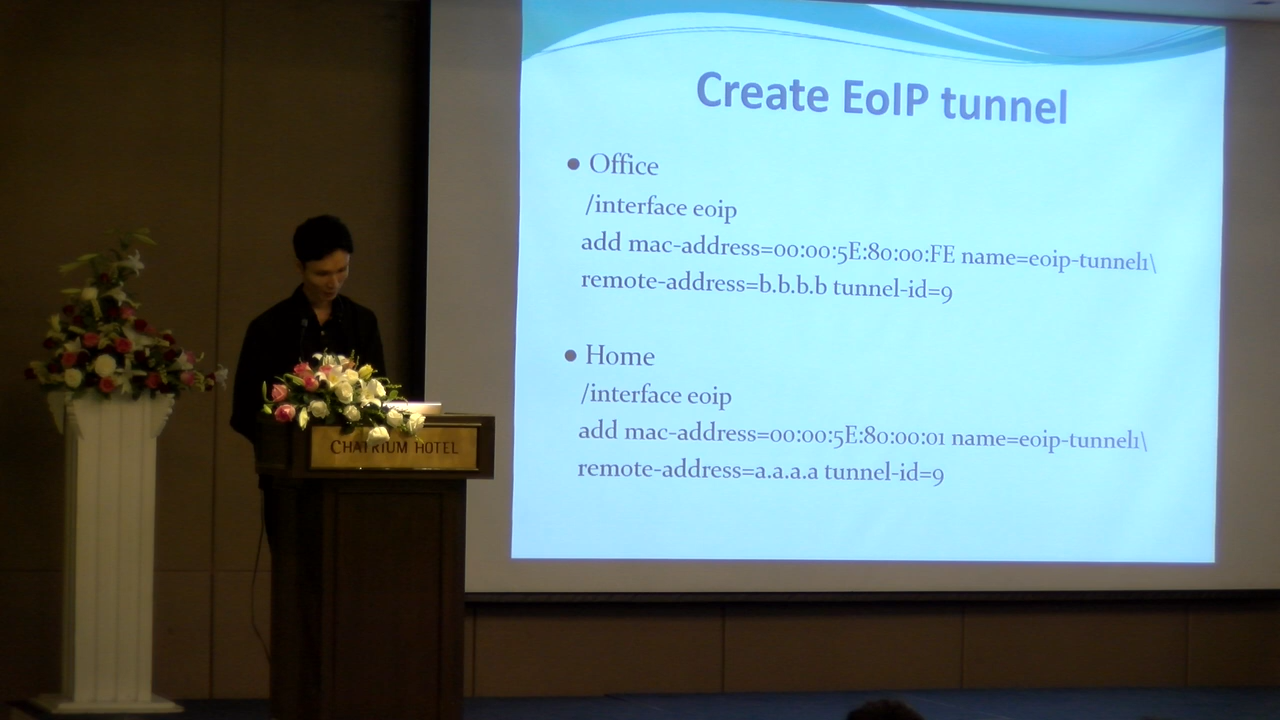 Create EoIP tunnel
• Office
/interface eoip
add mac-address=00:00:5E:80:00:FE name=eoip-tunnel1\
remote-address=b.b.b.b tunnel-id=9
• Home
/interface eoip
add mac-address=00:00:5E:80:00:01 name=eoip-tunnel1\
remote-address=a.a.a.a tunnel-id=9
CHATRIUM HOTEL